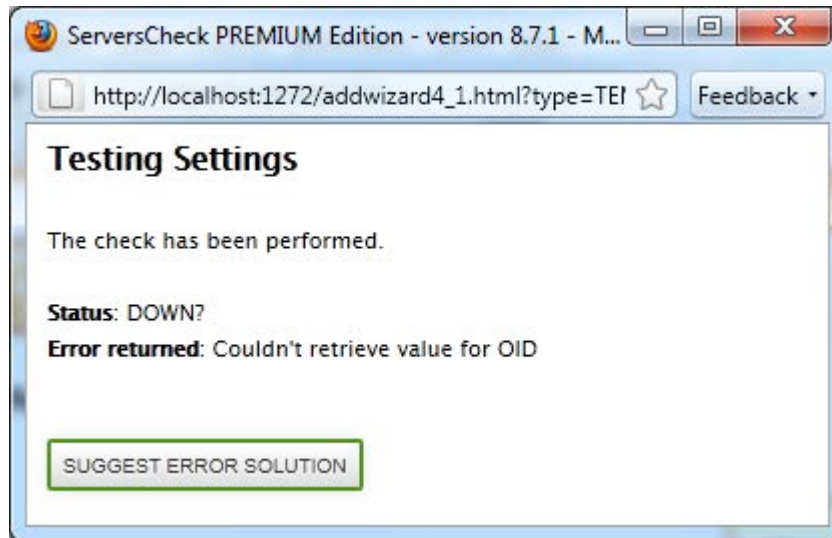 ServersCheck PREMIUM Edition - version 8.7.1 - M...
http://localhost:1272/addwizard4_1.html?type=TEI
Feedback
Testing Settings
The check has been performed.
Status: DOWN?
Error returned: Couldn't retrieve value for OID
SUGGEST ERROR SOLUTION